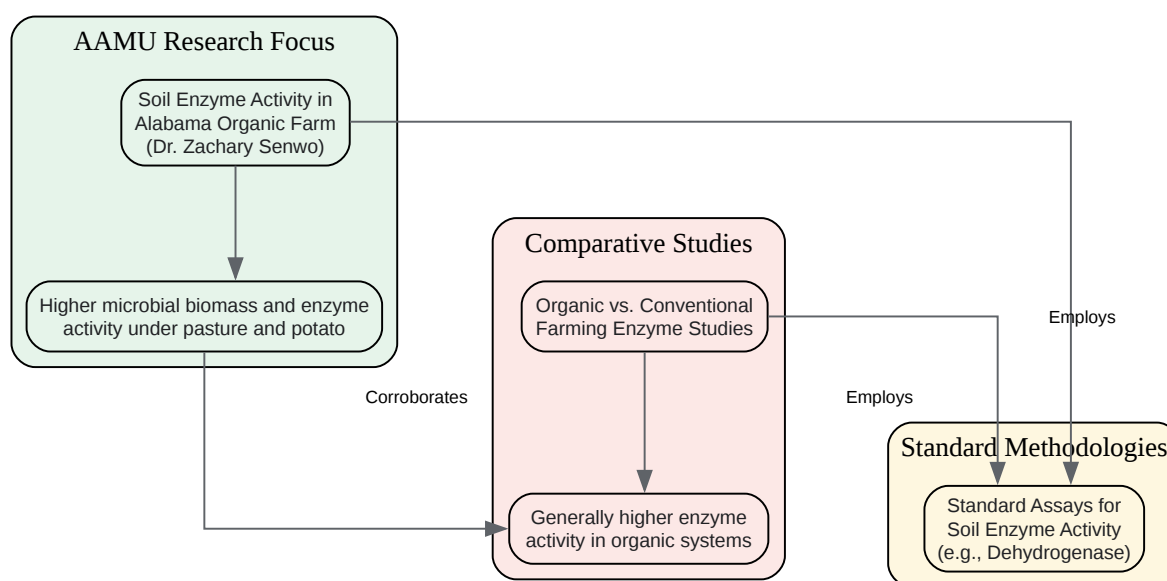 AAMU Research Focus
Soil Enzyme Activity in
Alabama Organic Farm
(Dr. Zachary Senwo)
Higher microbial biomass and enzyme
activity under pasture and potato
Corroborates
Comparative Studies
Organic vs. Conventional
Farming Enzyme Studies
Generally higher enzyme
activity in organic systems
Employs
Employs
Standard Methodologies
Standard Assays for
Soil Enzyme Activity
(e.g., Dehydrogenase)